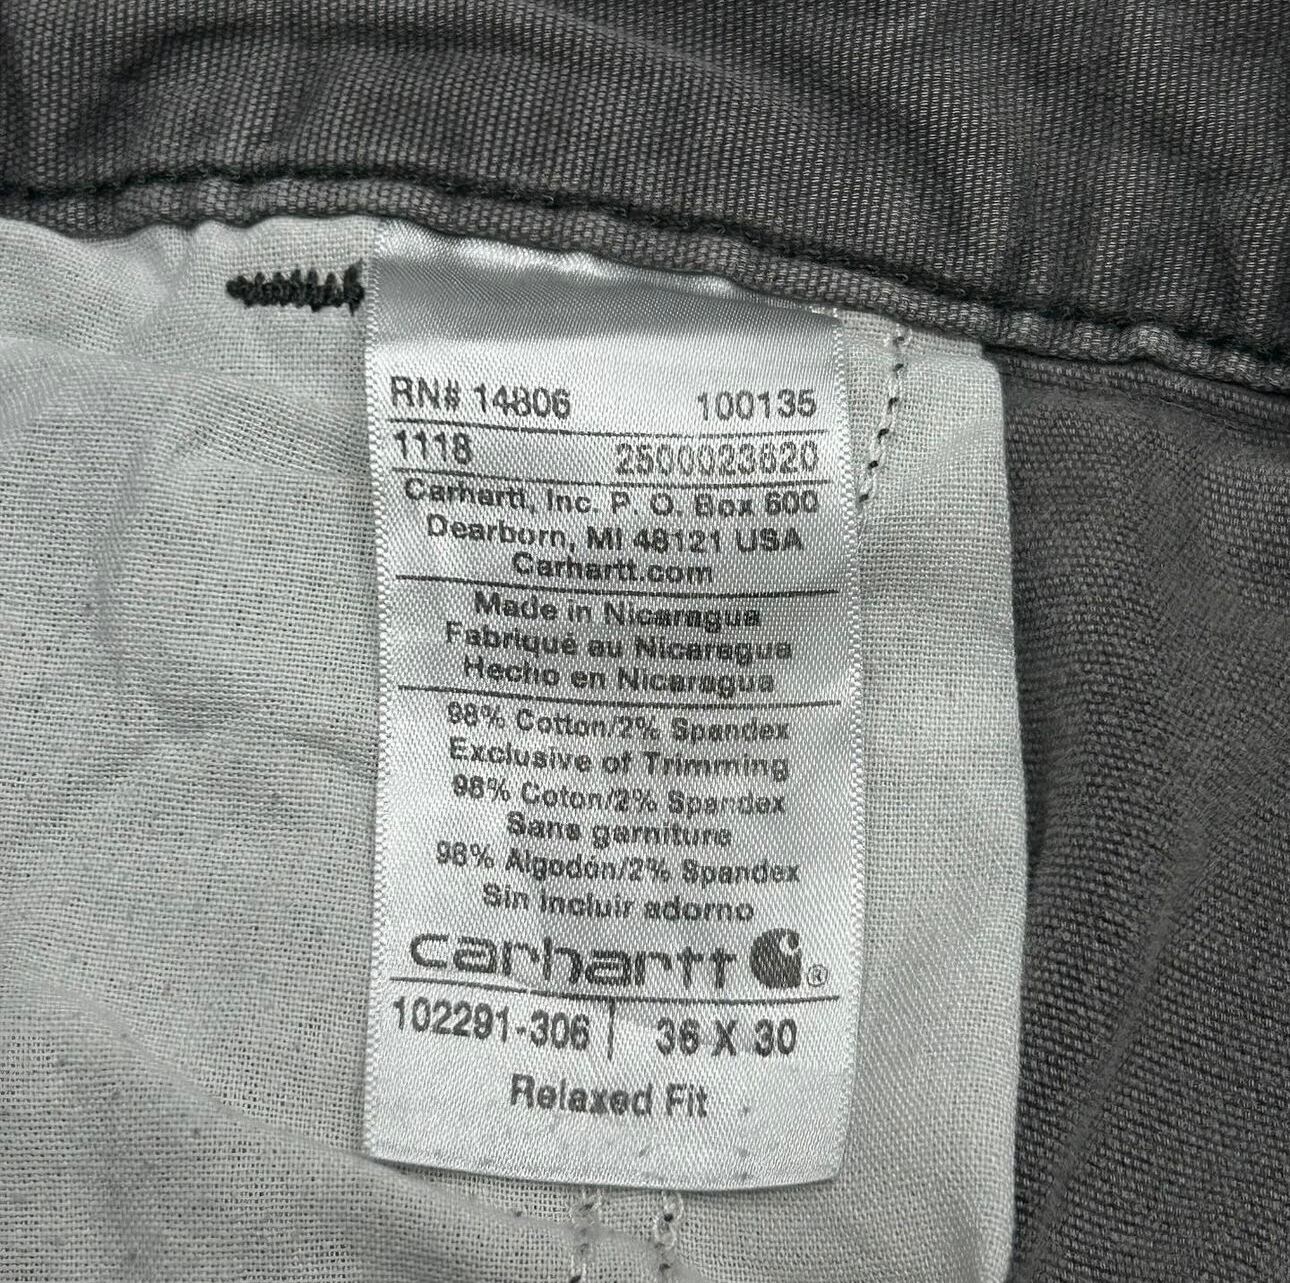 RN# 14806 100135
1118 2500023620
Carhartt, Inc. P. O. Box 600
Dearborn, MI 48121 USA
Carhartt.com
Made in Nicaragua
Fabriqué au Nicaragua
Hecho en Nicaragua
98% Cotton/2% Spandex
Exclusive of Trimming
98% Coton/2% Spandex
Sans garniture
98% Algodón/2% Spandex
Sin incluir adorno
carhartt ®
102291-306 36 X 30
Relaxed Fit